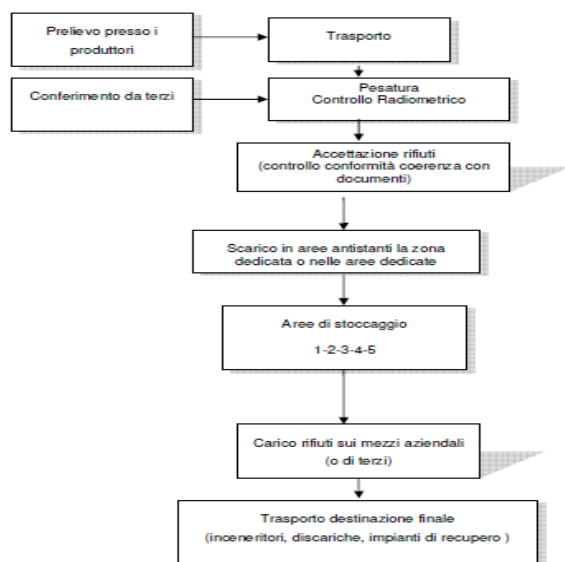 Prelievo presso i
produttori
Trasporto
Conferimento da terzi
Pesatura
Controllo Radiometrico
Accettazione rifiuti
(controllo conformità coerenza con
documenti)
Scarico in aree antistanti la zona
dedicata o nelle aree dedicate
Aree di stoccaggio
1-2-3-4-5
Carico rifiuti sui mezzi aziendali
(o di terzi)
Trasporto destinazione finale
(inceneritori, discariche, impianti di recupero )